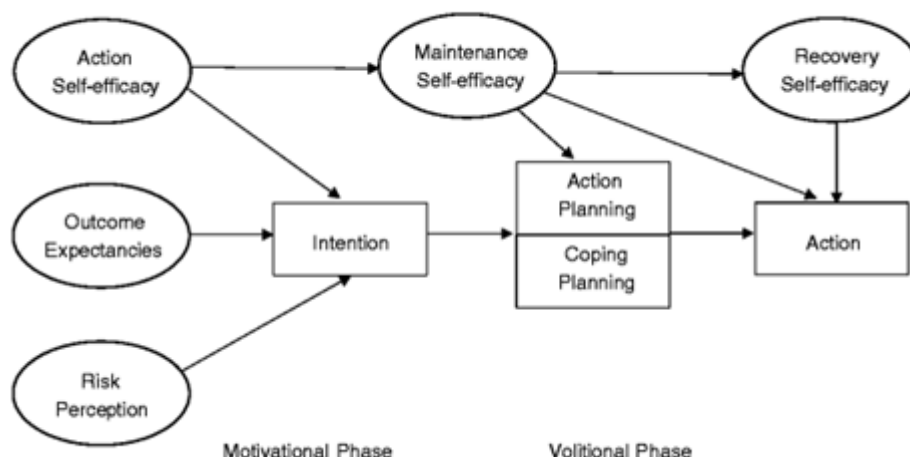 Action
Self-efficacy
Maintenance
Self-efficacy
Recovery
Self-efficacy
Outcome
Expectancies
Intention
Action
Planning
Coping
Planning
Action
Risk
Perception
Motivational Phase
Volitional Phase